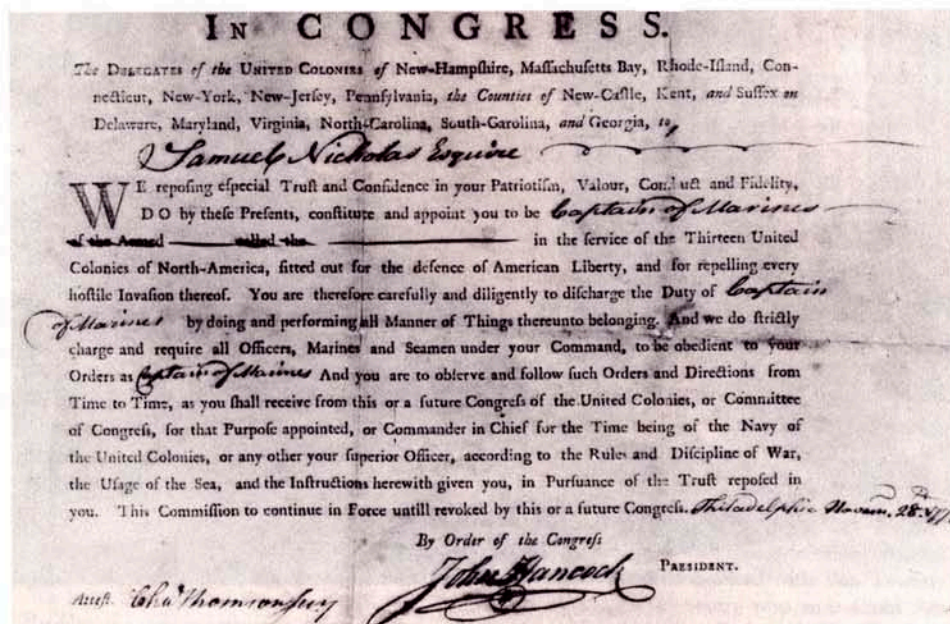 IN CONGRESS.
The DELEGATES of the UNITED COLONIES of New-Hampſhire, Maſſachuſetts Bay, Rhode-Iſland, Con-
necticut, New-York, New-Jerſey, Pennſylvania, the Counties of New-Caſtle, Kent, and Suſſex on
Delaware, Maryland, Virginia, North-Carolina, South-Carolina, and Georgia, to
Samuel Nicholas Esquire
WE repoſing eſpecial Truſt and Confidence in your Patriotiſm, Valour, Conduct and Fidelity,
DO by theſe Preſents, conſtitute and appoint you to be Captain of Marines
of the Armed called the in the ſervice of the Thirteen United
Colonies of North-America, fitted out for the defence of American Liberty, and for repelling every
hoſtile Invaſion thereof. You are therefore carefully and diligently to diſcharge the Duty of Captain
of Marines by doing and performing all Manner of Things thereunto belonging. And we do ſtrictly
charge and require all Officers, Marines and Seamen under your Command, to be obedient to your
Orders as Captain of Marines And you are to obſerve and follow ſuch Orders and Directions from
Time to Time, as you ſhall receive from this or a future Congreſs of the United Colonies, or Committee
of Congreſs, for that Purpoſe appointed, or Commander in Chief for the Time being of the Navy of
the United Colonies, or any other your ſuperior Officer, according to the Rules and Diſcipline of War,
the Uſage of the Sea, and the Inſtructions herewith given you, in Purſuance of the Truſt repoſed in
you. This Commiſſion to continue in Force untill revoked by this or a future Congreſs. Philadelphia Novem. 28th
By Order of the Congreſs
John Hancock PRESIDENT.
Atteſt. Cha Thomson Secy